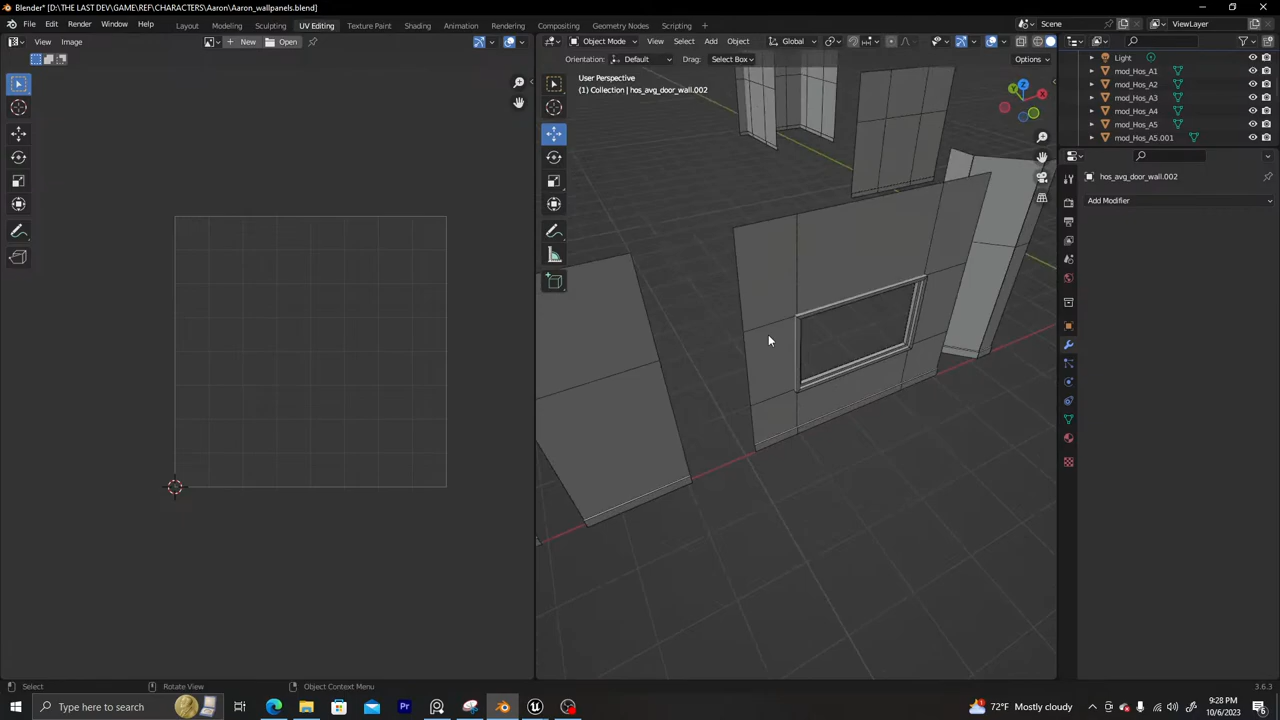 Blender* [D:\THE LAST DEV\GAME\REF\CHARACTERS\Aaron\Aaron_wallpanels.blend]
File Edit Render Window Help Layout Modeling Sculpting UV Editing Texture Paint Shading Animation Rendering Compositing Geometry Nodes Scripting Scene ViewLayer
View Image New Open Object Mode View Select Add Object Global
Orientation: Default Drag: Select Box Options
User Perspective
(1) Collection | hos_avg_door_wall.002
Light
mod_Hos_A1
mod_Hos_A2
mod_Hos_A3
mod_Hos_A4
mod_Hos_A5
mod_Hos_A5.001
hos_avg_door_wall.002
Add Modifier
X
Y
Z
Select Rotate View Object Context Menu 3.6.3
Type here to search Pr 72°F Mostly cloudy 9:28 PM
10/6/2023